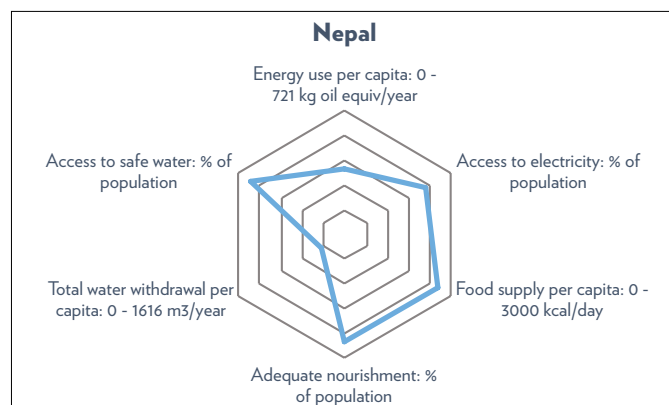 Nepal
Energy use per capita: 0 -
721 kg oil equiv/year
Access to safe water: % of
population
Access to electricity: % of
population
Total water withdrawal per
capita: 0 - 1616 m3/year
Food supply per capita: 0 -
3000 kcal/day
Adequate nourishment: %
of population